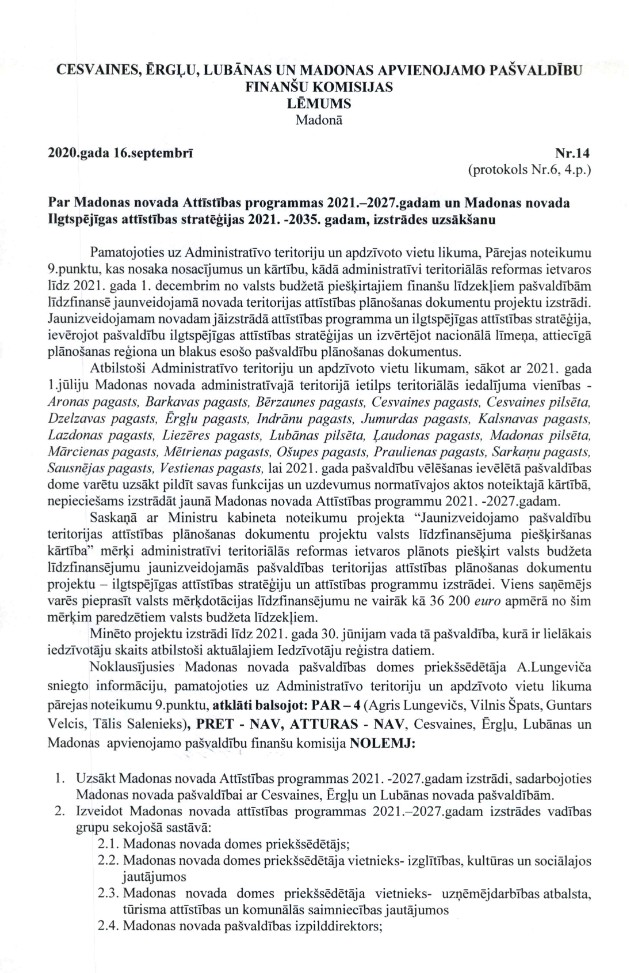 CESVAINES, ĒRGĻU, LUBĀNAS UN MADONAS APVIENOJAMO PAŠVALDĪBU
FINANŠU KOMISIJAS
LĒMUMS
Madonā
2020.gada 16.septembrī Nr.14
(protokols Nr.6, 4.p.)
Par Madonas novada Attīstības programmas 2021.–2027.gadam un Madonas novada
Ilgtspējīgas attīstības stratēģijas 2021. -2035. gadam, izstrādes uzsākšanu
Pamatojoties uz Administratīvo teritoriju un apdzīvoto vietu likuma, Pārejas noteikumu
9.punktu, kas nosaka nosacījumus un kārtību, kādā administratīvi teritoriālās reformas ietvaros
līdz 2021. gada 1. decembrim no valsts budžetā piešķirtajiem finanšu līdzekļiem pašvaldībām
līdzfinansē jaunveidojamā novada teritorijas attīstības plānošanas dokumentu projektu izstrādi.
Jaunizveidojamam novadam jāizstrādā attīstības programma un ilgtspējīgas attīstības stratēģija,
ievērojot pašvaldību ilgtspējīgas attīstības stratēģijas un izvērtējot nacionālā līmeņa, attiecīgā
plānošanas reģiona un blakus esošo pašvaldību plānošanas dokumentus.
Atbilstoši Administratīvo teritoriju un apdzīvoto vietu likumam, sākot ar 2021. gada
1.jūliju Madonas novada administratīvajā teritorijā ietilps teritoriālās iedalījuma vienības -
Aronas pagasts, Barkavas pagasts, Bērzaunes pagasts, Cesvaines pagasts, Cesvaines pilsēta,
Dzelzavas pagasts, Ērgļu pagasts, Indrānu pagasts, Jumurdas pagasts, Kalsnavas pagasts,
Lazdonas pagasts, Liezēres pagasts, Lubānas pilsēta, Ļaudonas pagasts, Madonas pilsēta,
Mārcienas pagasts, Mētrienas pagasts, Ošupes pagasts, Praulienas pagasts, Sarkaņu pagasts,
Sausnējas pagasts, Vestienas pagasts, lai 2021. gada pašvaldību vēlēšanas ievēlētā pašvaldības
dome varētu uzsākt pildīt savas funkcijas un uzdevumus normatīvajos aktos noteiktajā kārtībā,
nepieciešams izstrādāt jaunā Madonas novada Attīstības programmu 2021. -2027.gadam.
Saskaņā ar Ministru kabineta noteikumu projekta “Jaunizveidojamo pašvaldību
teritorijas attīstības plānošanas dokumentu projektu valsts līdzfinansējuma piešķiršanas
kārtība” mērķi administratīvi teritoriālās reformas ietvaros plānots piešķirt valsts budžeta
līdzfinansējumu jaunizveidojamās pašvaldības teritorijas attīstības plānošanas dokumentu
projektu – ilgtspējīgas attīstības stratēģiju un attīstības programmu izstrādei. Viens saņēmējs
varēs pieprasīt valsts mērķdotācijas līdzfinansējumu ne vairāk kā 36 200 euro apmērā no šim
mērķim paredzētiem valsts budžeta līdzekļiem.
Minēto projektu izstrādi līdz 2021. gada 30. jūnijam vada tā pašvaldība, kurā ir lielākais
iedzīvotāju skaits atbilstoši aktuālajiem Iedzīvotāju reģistra datiem.
Noklausījusies Madonas novada pašvaldības domes priekšsēdētāja A.Lungeviča
sniegto informāciju, pamatojoties uz Administratīvo teritoriju un apdzīvoto vietu likuma
pārejas noteikumu 9.punktu, atklāti balsojot: PAR – 4 (Agris Lungevičs, Vilnis Špats, Guntars
Velcis, Tālis Salenieks), PRET - NAV, ATTURAS - NAV, Cesvaines, Ērgļu, Lubānas un
Madonas apvienojamo pašvaldību finanšu komisija NOLEMJ:
1. Uzsākt Madonas novada Attīstības programmas 2021. -2027.gadam izstrādi, sadarbojoties
Madonas novada pašvaldībai ar Cesvaines, Ērgļu un Lubānas novada pašvaldībām.
2. Izveidot Madonas novada attīstības programmas 2021.–2027.gadam izstrādes vadības
grupu sekojošā sastāvā:
2.1. Madonas novada domes priekšsēdētājs;
2.2. Madonas novada domes priekšsēdētāja vietnieks- izglītības, kultūras un sociālajos
jautājumos
2.3. Madonas novada domes priekšsēdētāja vietnieks- uzņēmējdarbības atbalsta,
tūrisma attīstības un komunālās saimniecības jautājumos
2.4. Madonas novada pašvaldības izpilddirektors;